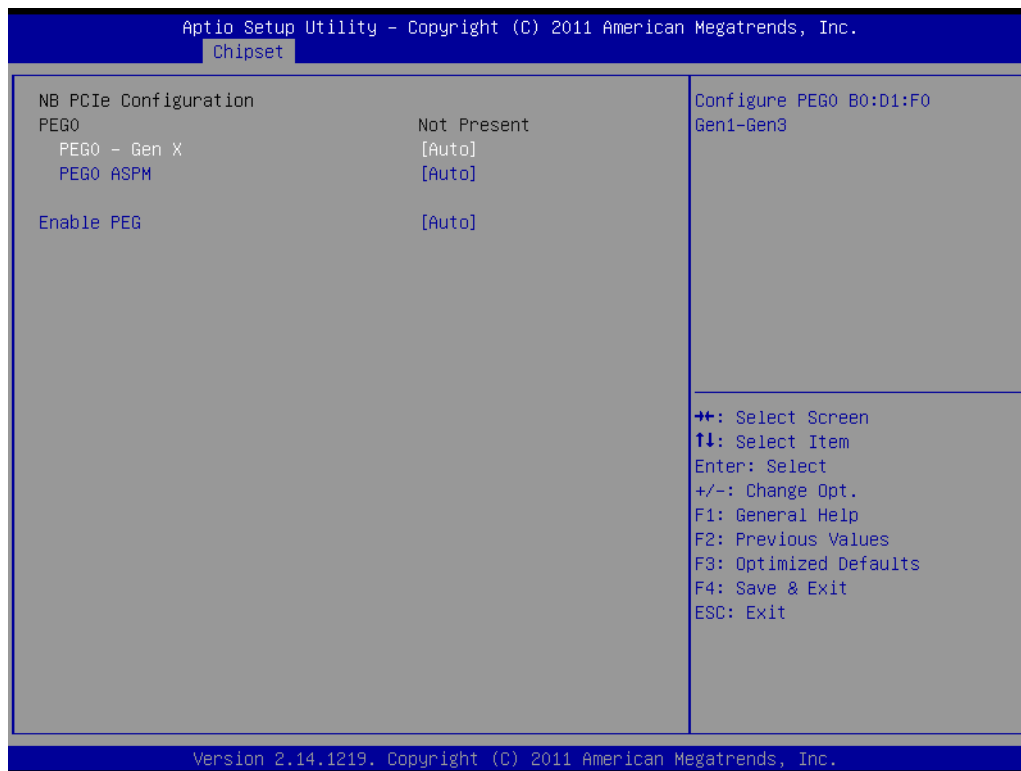 Aptio Setup Utility – Copyright (C) 2011 American Megatrends, Inc.
Chipset
NB PCIe Configuration
PEG0 Not Present
PEG0 – Gen X [Auto]
PEG0 ASPM [Auto]
Enable PEG [Auto]
Configure PEG0 B0:D1:F0
Gen1-Gen3
→←: Select Screen
↑↓: Select Item
Enter: Select
+/-: Change Opt.
F1: General Help
F2: Previous Values
F3: Optimized Defaults
F4: Save & Exit
ESC: Exit
Version 2.14.1219. Copyright (C) 2011 American Megatrends, Inc.